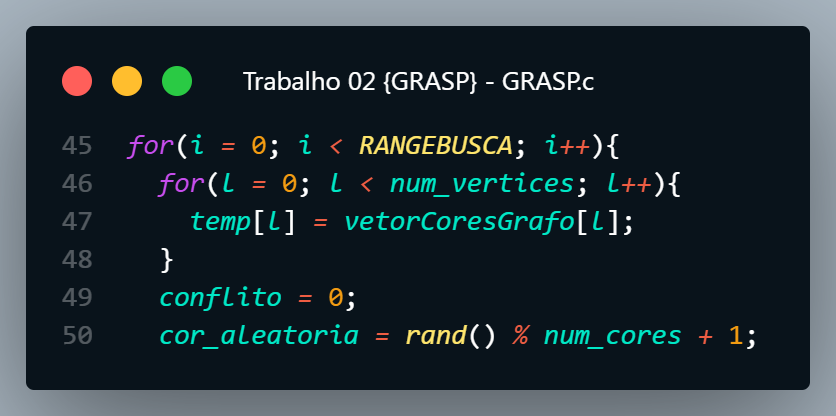 Trabalho 02 {GRASP} - GRASP.c
45 for(i = 0; i < RANGEBUSCA; i++){
46 for(l = 0; l < num_vertices; l++){
47 temp[l] = vetorCoresGrafo[l];
48 }
49 conflito = 0;
50 cor_aleatoria = rand() % num_cores + 1;